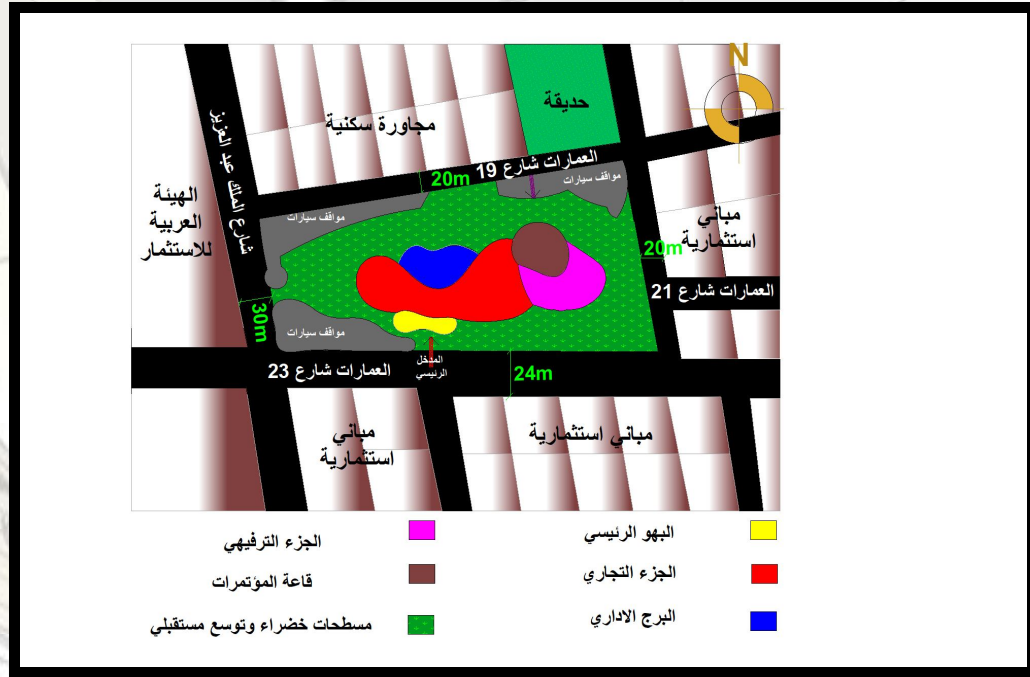 N
حديقة
مجاورة سكنية
شارع الملك عبد العزيز
العمارات شارع 19
20m
مواقف سيارات
مواقف سيارات
الهيئة
العربية
للاستثمار
مباني
استثمارية
20m
العمارات شارع 21
30m
مواقف سيارات
المدخل
الرئيسي
العمارات شارع 23
24m
مباني
استثمارية
مباني استثمارية
البهو الرئيسي
الجزء الترفيهي
الجزء التجاري
قاعة المؤتمرات
البرج الاداري
مسطحات خضراء وتوسع مستقبلي